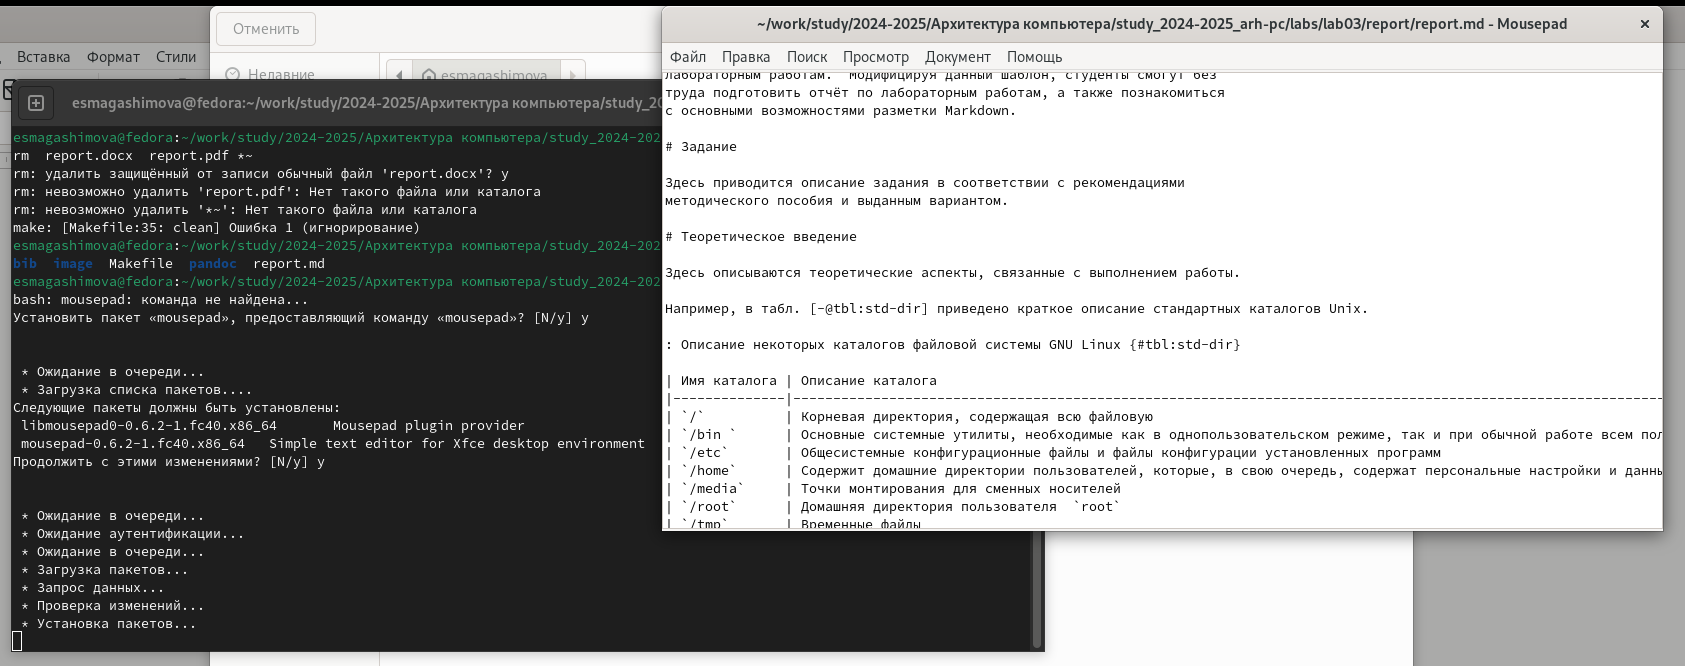 Отменить
Вставка Формат Стили
Недавние
esmagashimova
esmagashimova@fedora:~/work/study/2024-2025/Архитектура компьютера/study_20
esmagashimova@fedora:~/work/study/2024-2025/Архитектура компьютера/study_2024-202
rm  report.docx  report.pdf *~
rm: удалить защищённый от записи обычный файл 'report.docx'? y
rm: невозможно удалить 'report.pdf': Нет такого файла или каталога
rm: невозможно удалить '*~': Нет такого файла или каталога
make: [Makefile:35: clean] Ошибка 1 (игнорирование)
esmagashimova@fedora:~/work/study/2024-2025/Архитектура компьютера/study_2024-202
bib  image  Makefile  pandoc  report.md
esmagashimova@fedora:~/work/study/2024-2025/Архитектура компьютера/study_2024-202
bash: mousepad: команда не найдена...
Установить пакет «mousepad», предоставляющий команду «mousepad»? [N/y] y
* Ожидание в очереди...
* Загрузка списка пакетов....
Следующие пакеты должны быть установлены:
libmousepad0-0.6.2-1.fc40.x86_64       Mousepad plugin provider
mousepad-0.6.2-1.fc40.x86_64   Simple text editor for Xfce desktop environment
Продолжить с этими изменениями? [N/y] y
* Ожидание в очереди...
* Ожидание аутентификации...
* Ожидание в очереди...
* Загрузка пакетов...
* Запрос данных...
* Проверка изменений...
* Установка пакетов...
~/work/study/2024-2025/Архитектура компьютера/study_2024-2025_arh-pc/labs/lab03/report/report.md - Mousepad
Файл Правка Поиск Просмотр Документ Помощь
лабораторным работам.  Модифицируя данный шаблон, студенты смогут без
труда подготовить отчёт по лабораторным работам, а также познакомиться
с основными возможностями разметки Markdown.
# Задание
Здесь приводится описание задания в соответствии с рекомендациями
методического пособия и выданным вариантом.
# Теоретическое введение
Здесь описываются теоретические аспекты, связанные с выполнением работы.
Например, в табл. [-@tbl:std-dir] приведено краткое описание стандартных каталогов Unix.
: Описание некоторых каталогов файловой системы GNU Linux {#tbl:std-dir}
| Имя каталога | Описание каталога
|--------------|------------------------------------------------------------------------------------------------------------
| `/`          | Корневая директория, содержащая всю файловую
| `/bin `      | Основные системные утилиты, необходимые как в однопользовательском режиме, так и при обычной работе всем пол
| `/etc`       | Общесистемные конфигурационные файлы и файлы конфигурации установленных программ
| `/home`      | Содержит домашние директории пользователей, которые, в свою очередь, содержат персональные настройки и данны
| `/media`     | Точки монтирования для сменных носителей
| `/root`      | Домашняя директория пользователя  `root`
| `/tmp`       | Временные файлы